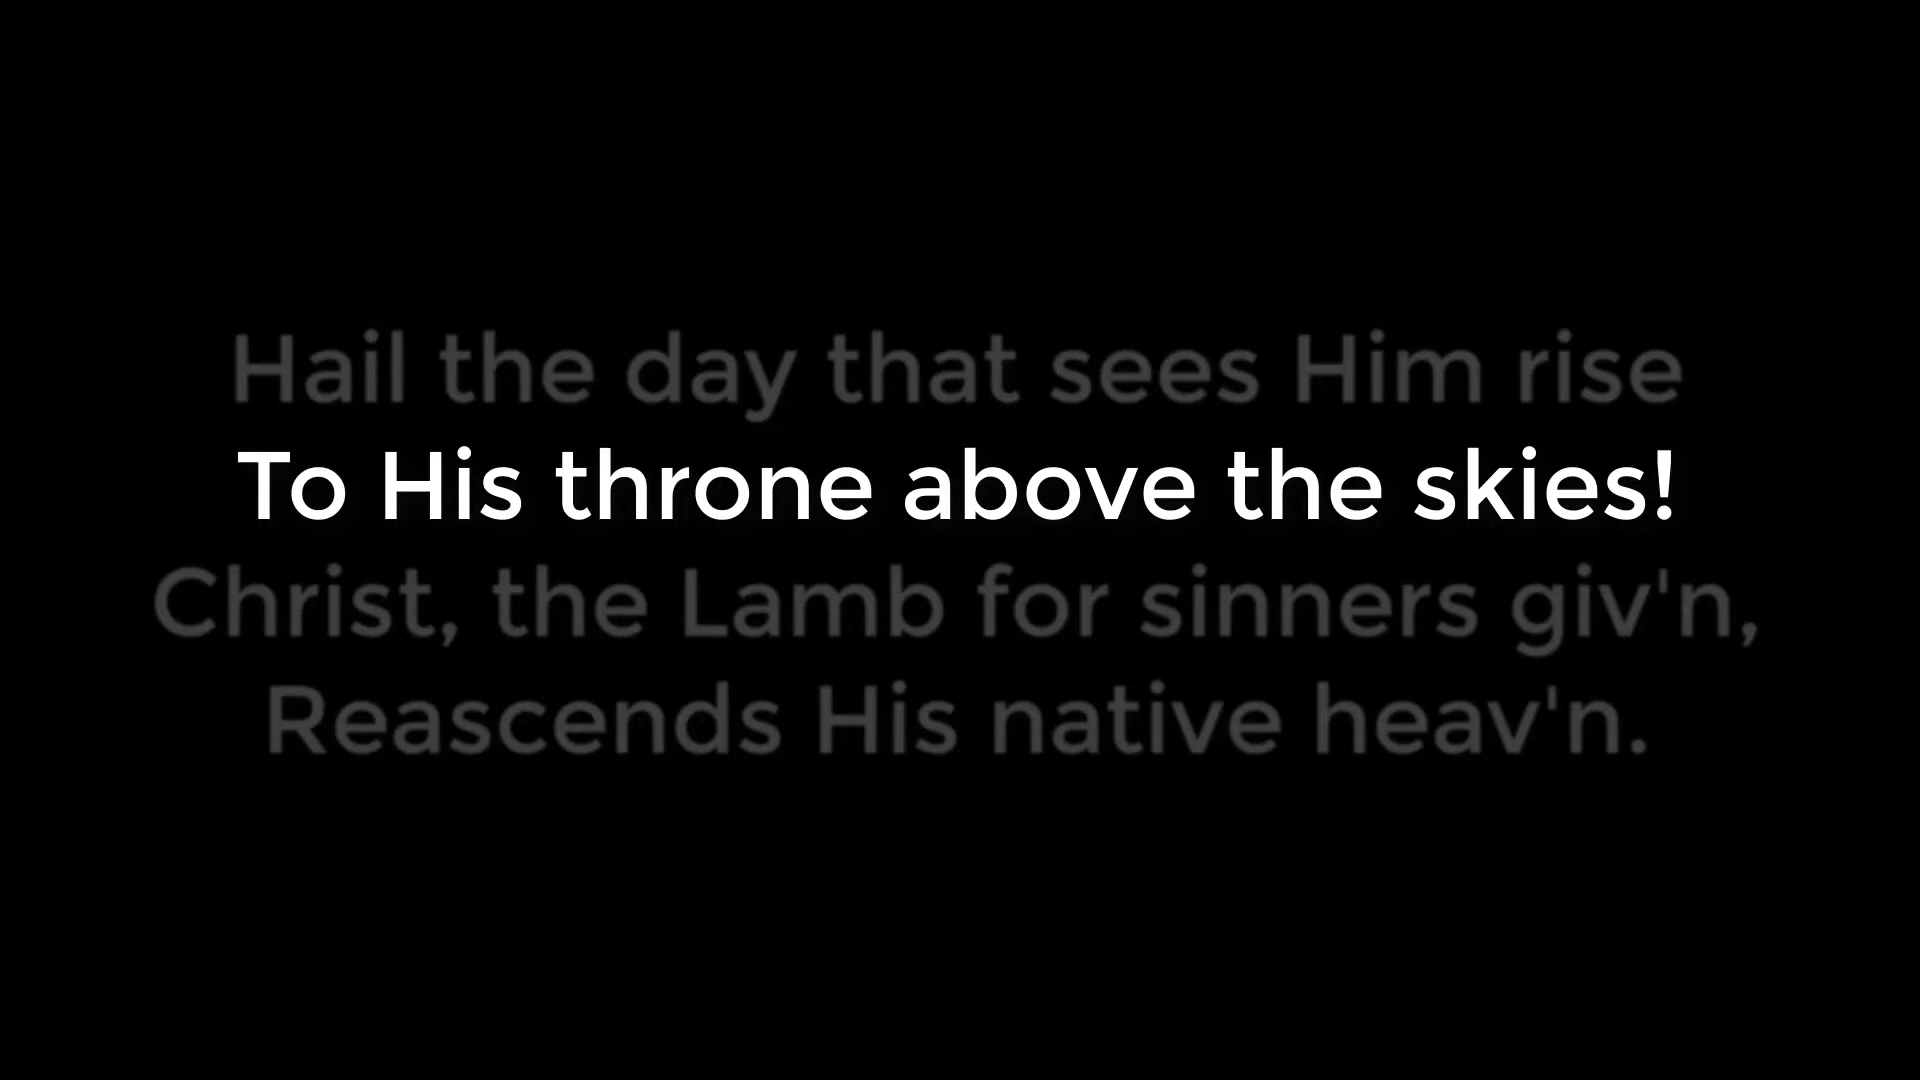 Hail the day that sees Him rise
To His throne above the skies!
Christ, the Lamb for sinners giv'n,
Reascends His native heav'n.